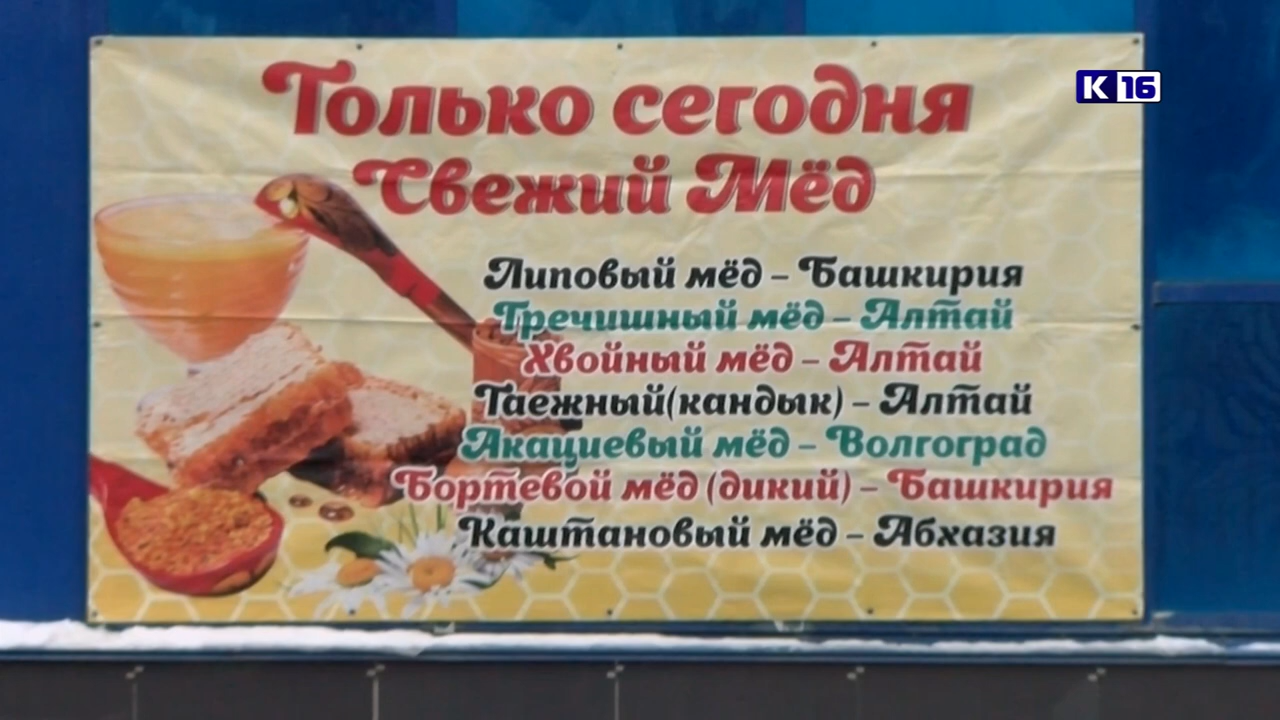 Только сегодня
K 16
Свежий Мёд
Липовый мёд – Башкирия
Гречишный мёд – Алтай
Хвойный мёд – Алтай
Таежный(кандык) – Алтай
Акациевый мёд – Волгоград
Бортевой мёд (дикий) – Башкирия
Каштановый мёд – Абхазия